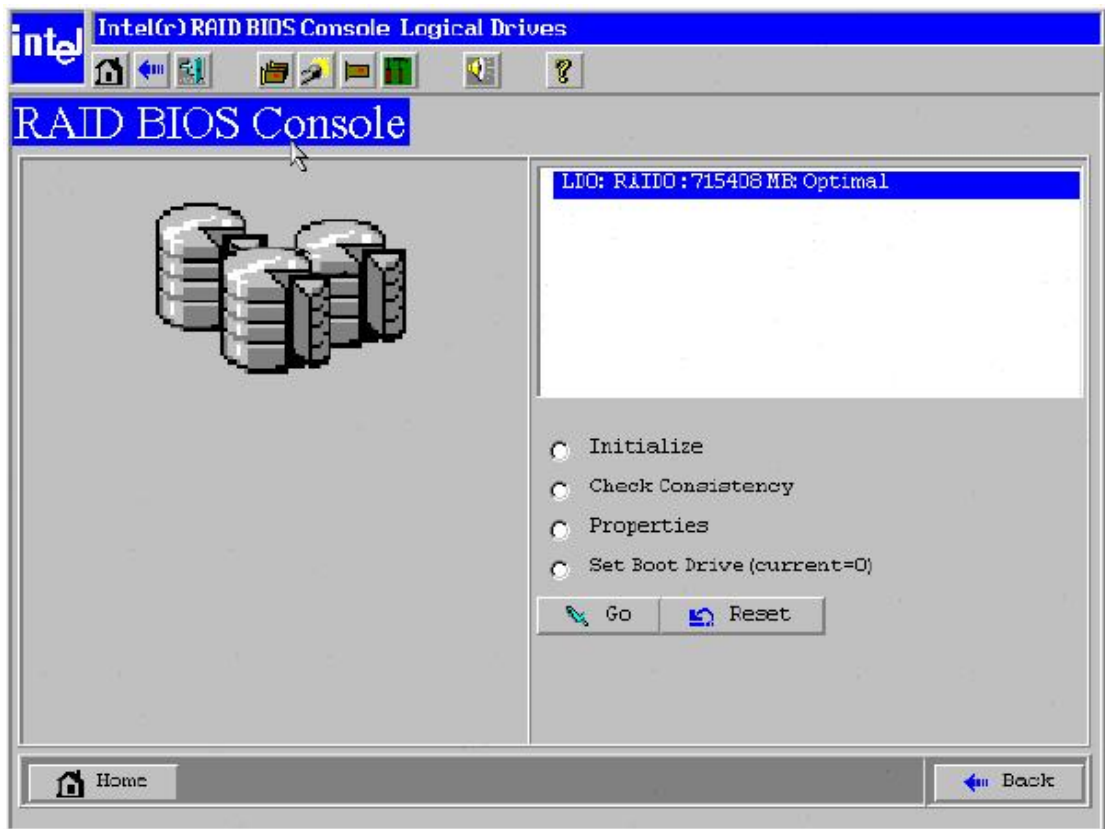 intel
Intel(r) RAID BIOS Console Logical Drives
RAID BIOS Console
LD0: RAID0:715408 MB: Optimal
Initialize
Check Consistency
Properties
Set Boot Drive (current=0)
Go
Reset
Home
Back